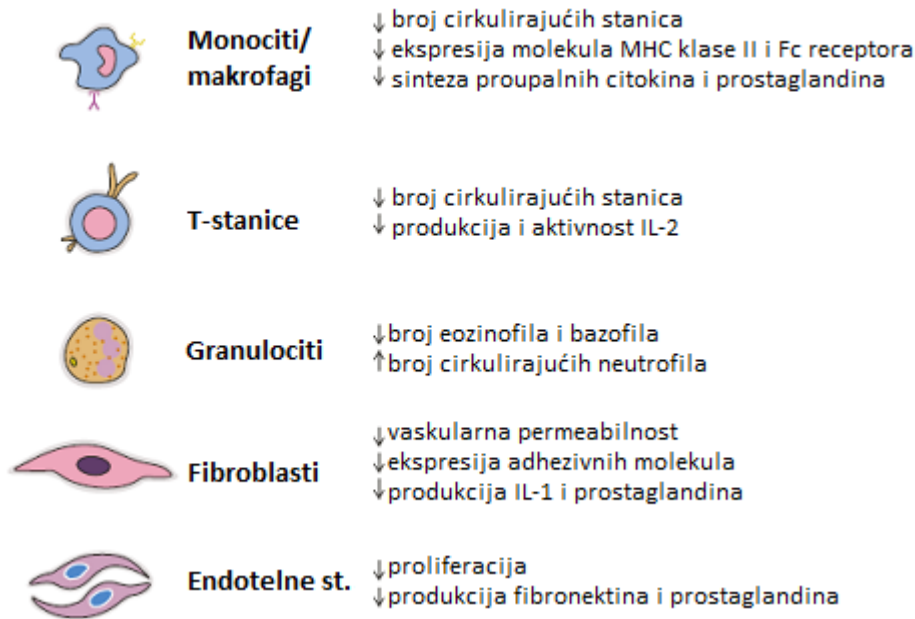 Monociti/
makrofagi
↓ broj cirkulirajućih stanica
↓ ekspresija molekula MHC klase II i Fc receptora
↓ sinteza proupalnih citokina i prostaglandina
T-stanice
↓ broj cirkulirajućih stanica
↓ produkcija i aktivnost IL-2
Granulociti
↓broj eozinofila i bazofila
↑broj cirkulirajućih neutrofila
Fibroblasti
↓vaskularna permeabilnost
↓ekspresija adhezivnih molekula
↓produkcija IL-1 i prostaglandina
Endotelne st.
↓proliferacija
↓produkcija fibronektina i prostaglandina